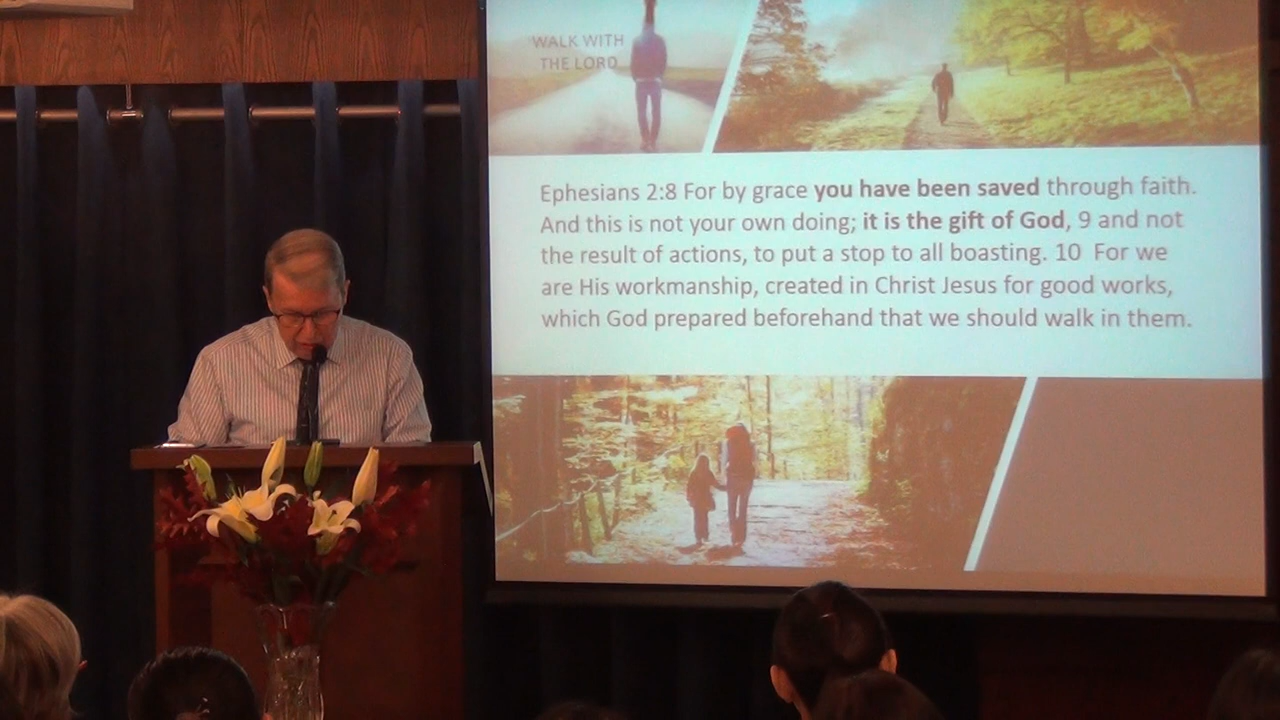 WALK WITH
THE LORD
Ephesians 2:8 For by grace you have been saved through faith.
And this is not your own doing; it is the gift of God, 9 and not
the result of actions, to put a stop to all boasting. 10 For we
are His workmanship, created in Christ Jesus for good works,
which God prepared beforehand that we should walk in them.